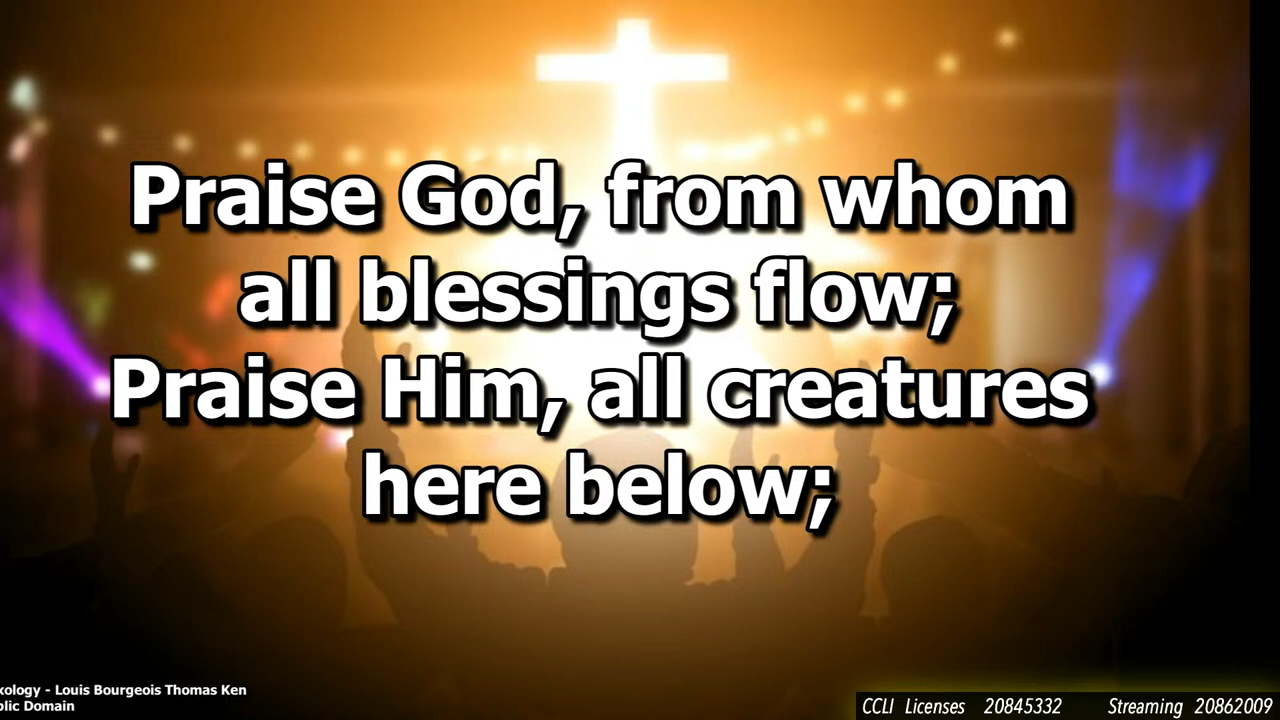 Praise God, from whom
all blessings flow;
Praise Him, all creatures
here below;
xology - Louis Bourgeois Thomas Ken
blic Domain
CCLI Licenses 20845332 Streaming 20862009